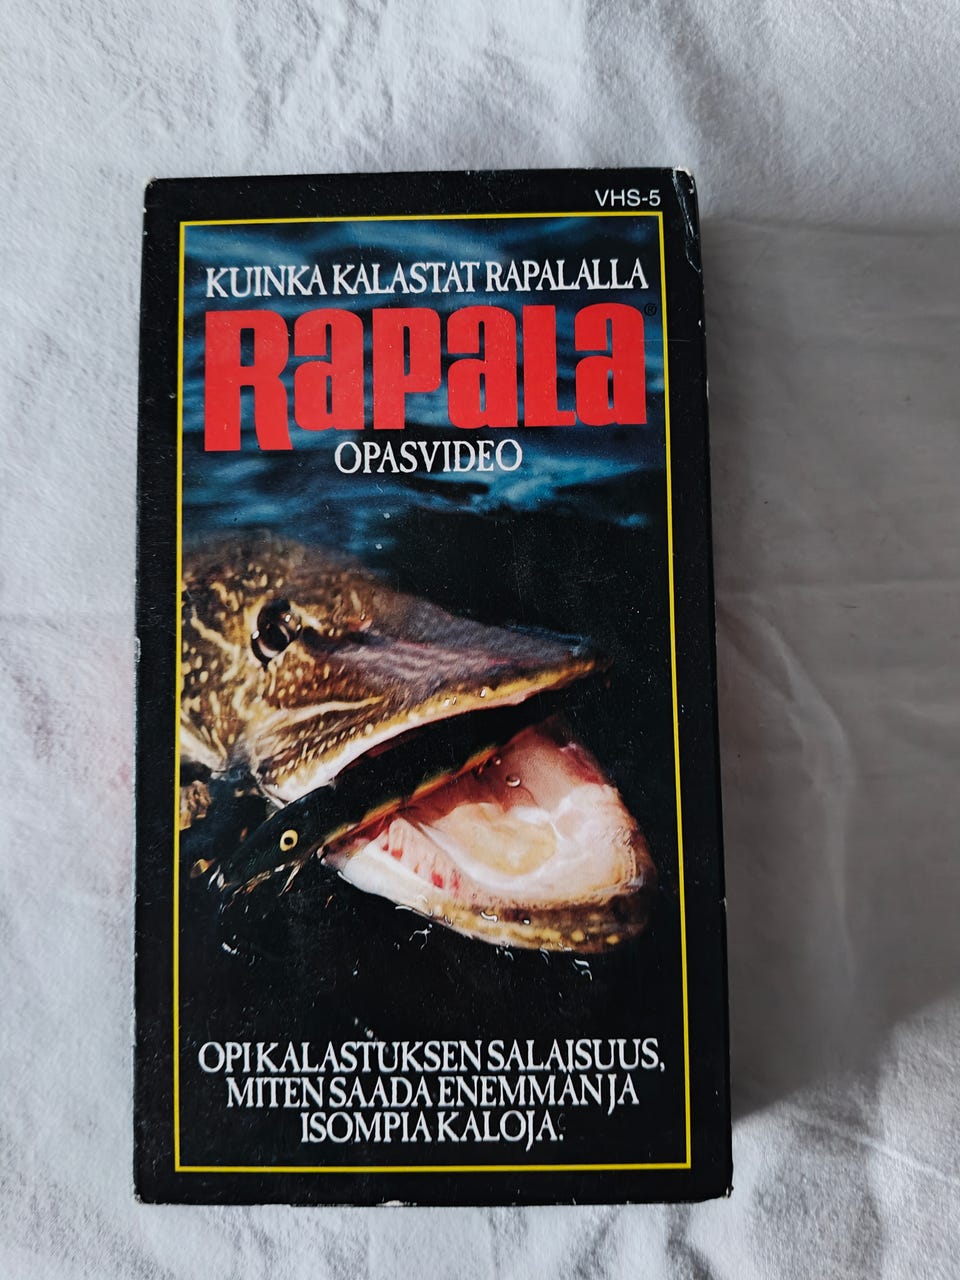 VHS-5
KUINKA KALASTAT RAPALALLA
Rapala®
OPASVIDEO
OPI KALASTUKSEN SALAISUUS,
MITEN SAADA ENEMMÄN JA
ISOMPIA KALOJA.